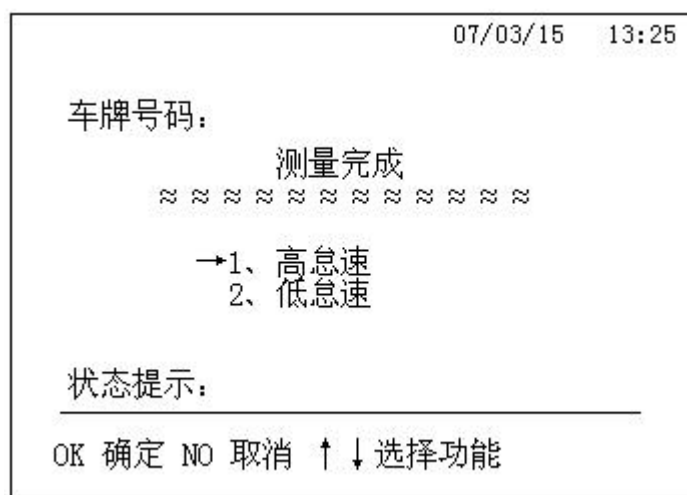 07/03/15 13:25
车牌号码：
测量完成
≈ ≈ ≈ ≈ ≈ ≈ ≈ ≈ ≈ ≈ ≈ ≈
→1、高怠速
2、低怠速
状态提示：
OK 确定 NO 取消 ↑↓选择功能